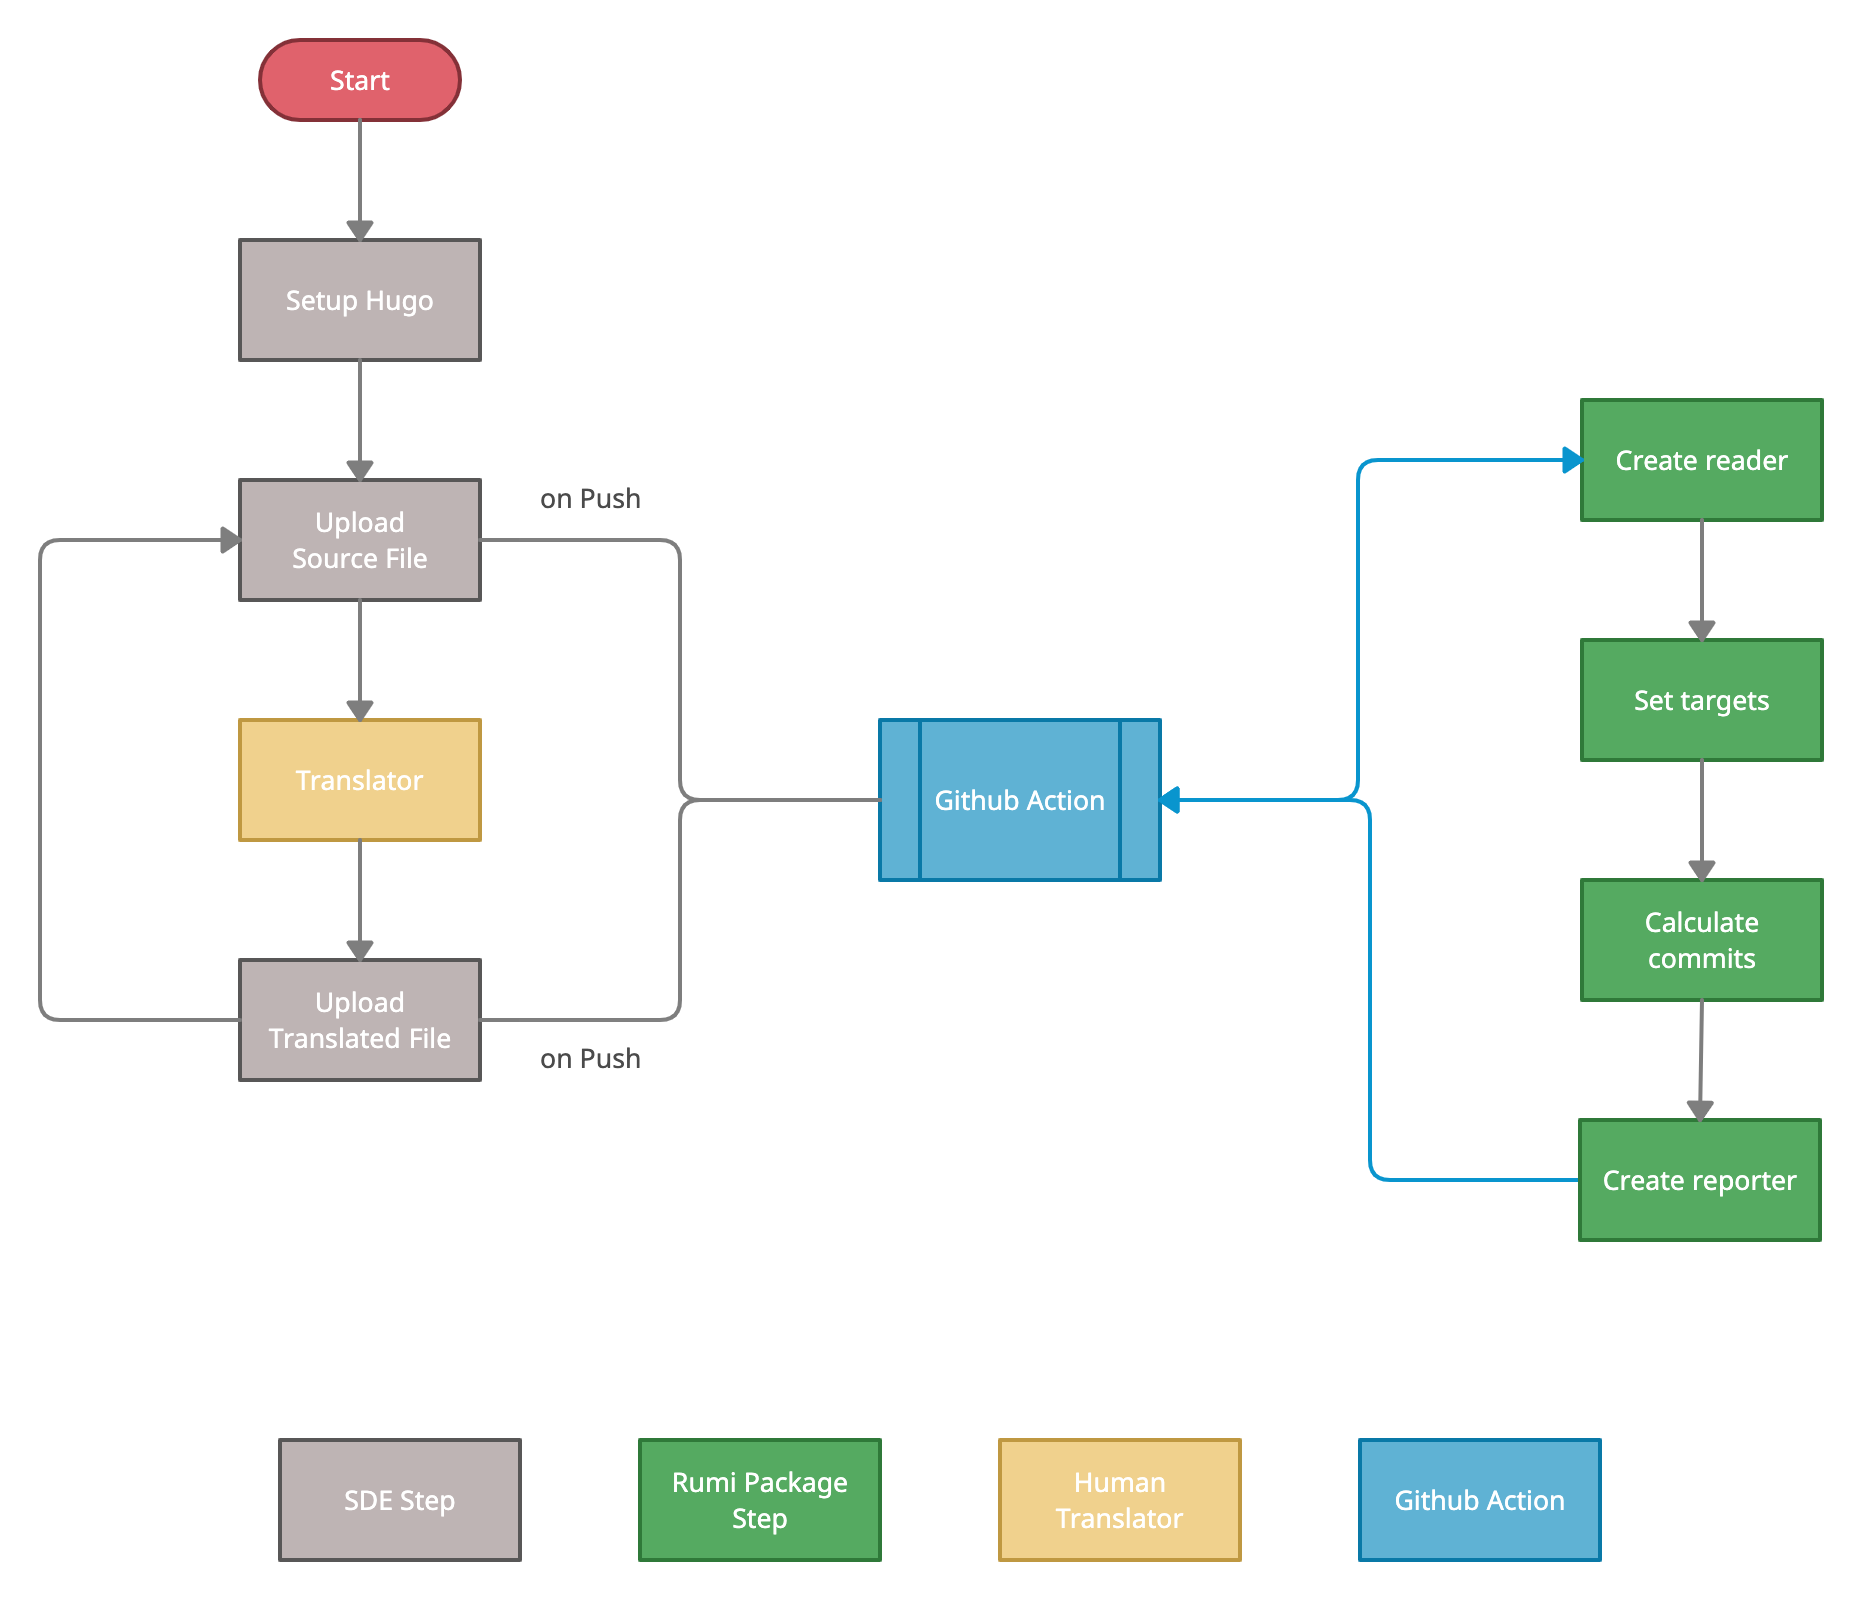 Start
Setup Hugo
Upload
Source File
on Push
Translator
Upload
Translated File
on Push
Github Action
Create reader
Set targets
Calculate
commits
Create reporter
SDE Step
Rumi Package
Step
Human
Translator
Github Action